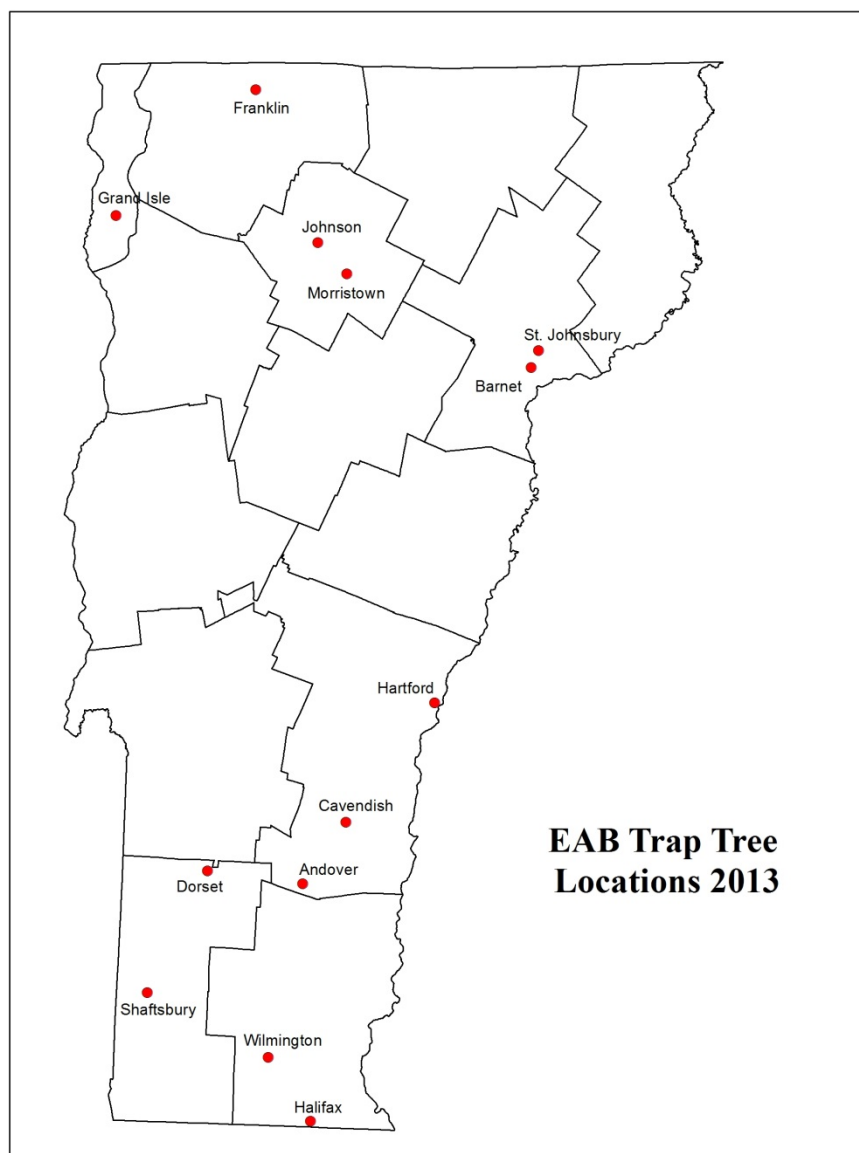 Franklin
Grand Isle
Johnson
Morristown
St. Johnsbury
Barnet
Hartford
Cavendish
EAB Trap Tree
Locations 2013
Andover
Dorset
Shaftsbury
Wilmington
Halifax